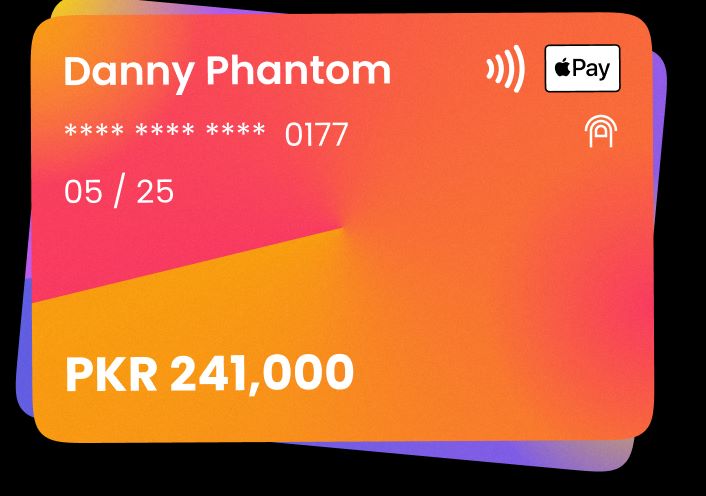 Danny Phantom
Pay
**** **** **** 0177
05 / 25
PKR 241,000